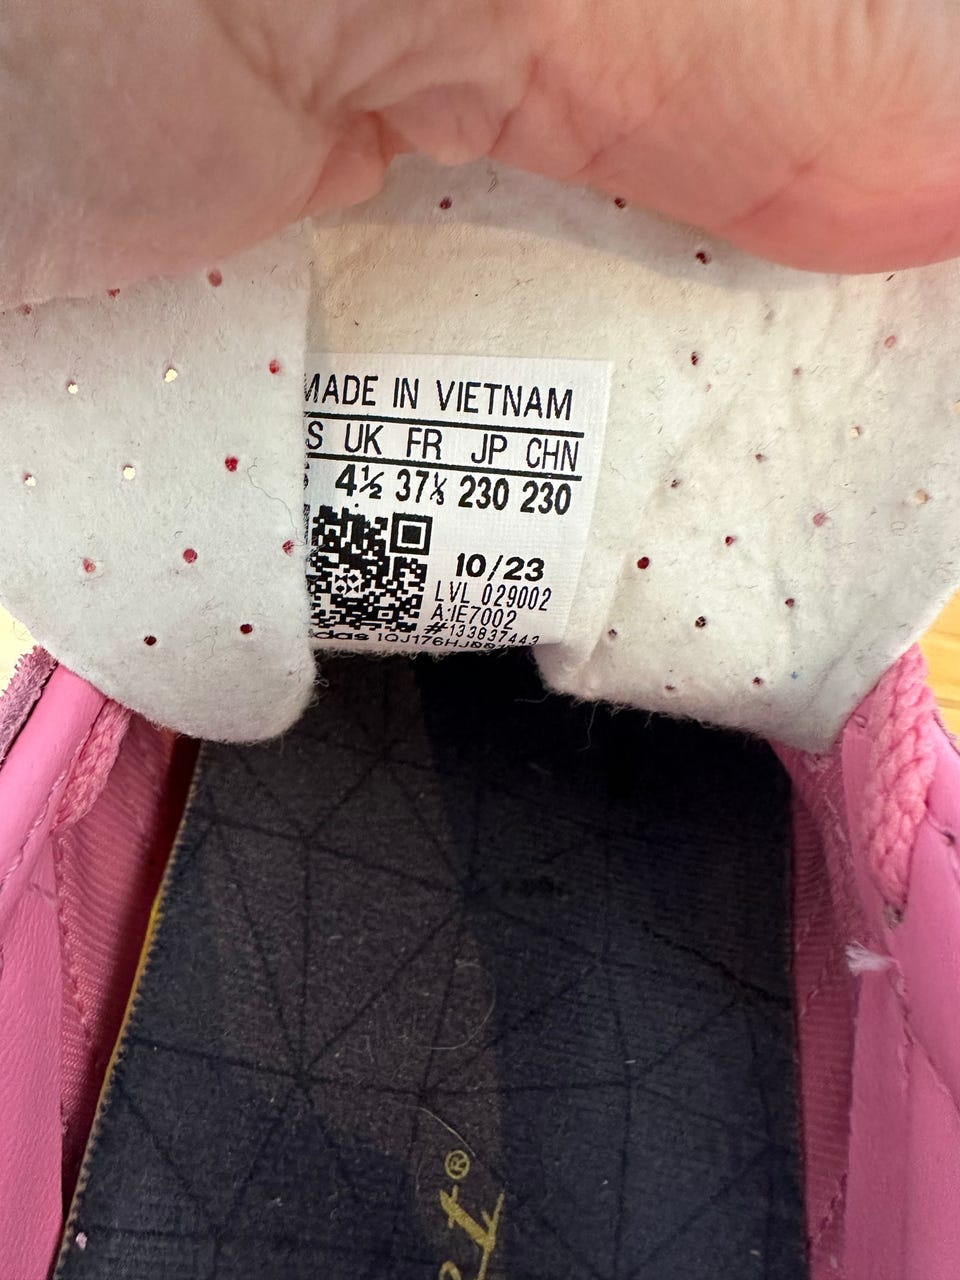 MADE IN VIETNAM
S UK FR JP CHN
4½ 37⅓ 230 230
10/23
LVL 029002
A:IE7002
#133837443
das
®